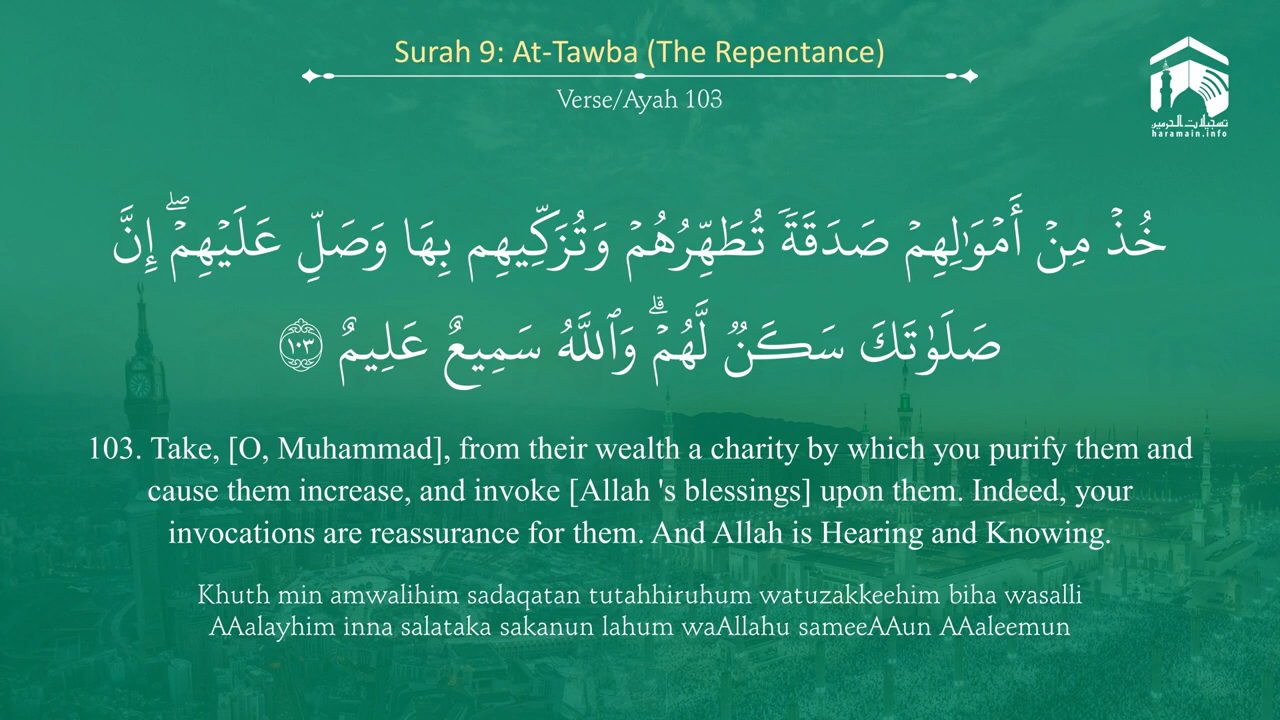 Surah 9: At-Tawba (The Repentance)
Verse/Ayah 103
تسجيلات الحرمين
haramain.info
خُذۡ مِنۡ أَمۡوَٰلِهِمۡ صَدَقَةٗ تُطَهِّرُهُمۡ وَتُزَكِّيهِم بِهَا وَصَلِّ عَلَيۡهِمۡۖ إِنَّ
صَلَوٰتَكَ سَكَنٞ لَّهُمۡۗ وَٱللَّهُ سَمِيعٌ عَلِيمٌ ١٠٣
103. Take, [O, Muhammad], from their wealth a charity by which you purify them and
cause them increase, and invoke [Allah 's blessings] upon them. Indeed, your
invocations are reassurance for them. And Allah is Hearing and Knowing.
Khuth min amwalihim sadaqatan tutahhiruhum watuzakkeehim biha wasalli
AAalayhim inna salataka sakanun lahum waAllahu sameeAAun AAaleemun